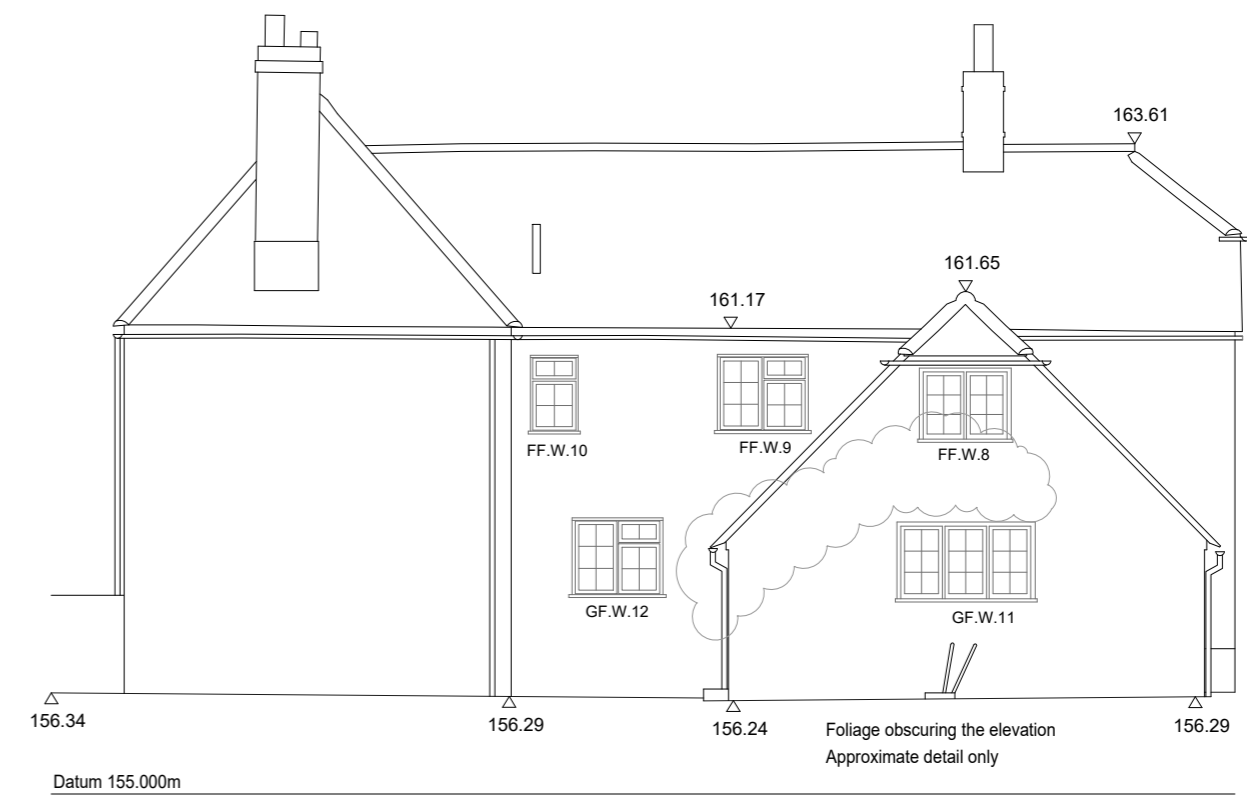 163.61
161.65
161.17
FF.W.10
FF.W.9
FF.W.8
GF.W.12
GF.W.11
156.34
156.29
156.24
Foliage obscuring the elevation
Approximate detail only
156.29
Datum 155.000m